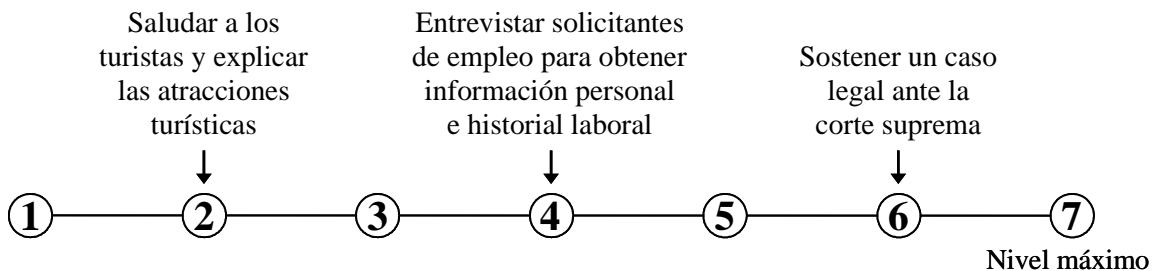 Saludar a los
turistas y explicar
las atracciones
turísticas
Entrevistar solicitantes
de empleo para obtener
información personal
e historial laboral
Sostener un caso
legal ante la
corte suprema
1 2 3 4 5 6 7
Nivel máximo